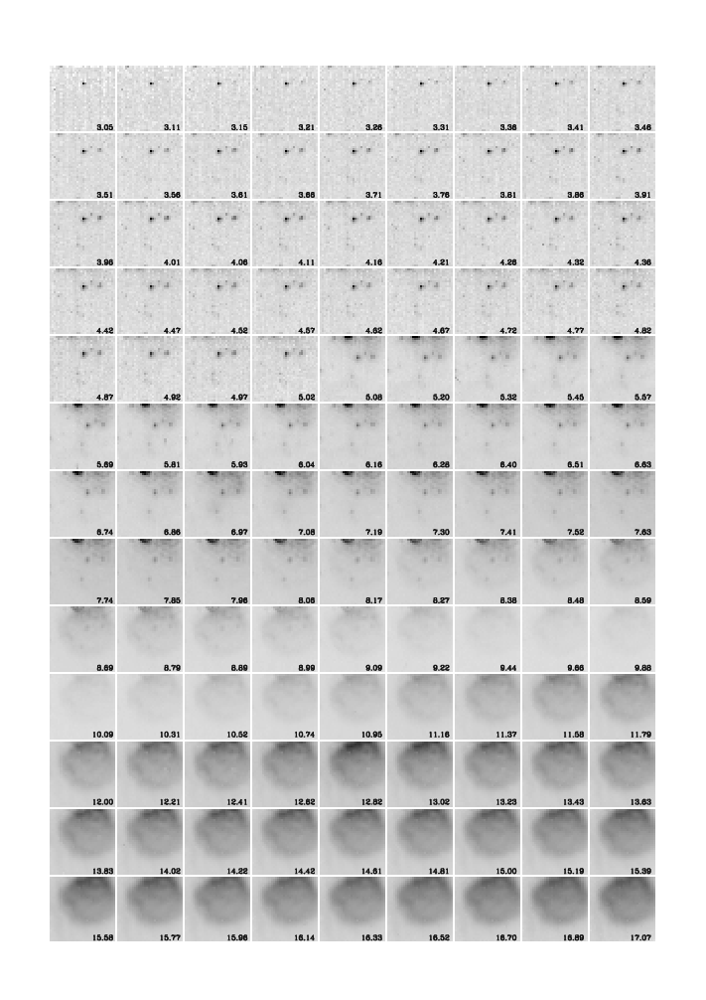 3.05 3.11 3.15 3.21 3.26 3.31 3.36 3.41 3.46
3.51 3.56 3.61 3.66 3.71 3.76 3.81 3.86 3.91
3.96 4.01 4.06 4.11 4.16 4.21 4.26 4.32 4.36
4.42 4.47 4.52 4.57 4.62 4.67 4.72 4.77 4.82
4.87 4.92 4.97 5.02 5.08 5.20 5.32 5.45 5.57
5.69 5.81 5.93 6.04 6.16 6.28 6.40 6.51 6.63
6.74 6.86 6.97 7.08 7.19 7.30 7.41 7.52 7.63
7.74 7.85 7.96 8.06 8.17 8.27 8.38 8.48 8.59
8.69 8.79 8.89 8.99 9.09 9.22 9.44 9.66 9.88
10.09 10.31 10.52 10.74 10.95 11.16 11.37 11.58 11.79
12.00 12.21 12.41 12.62 12.82 13.02 13.23 13.43 13.63
13.83 14.02 14.22 14.42 14.61 14.81 15.00 15.19 15.39
15.58 15.77 15.96 16.14 16.33 16.52 16.70 16.89 17.07